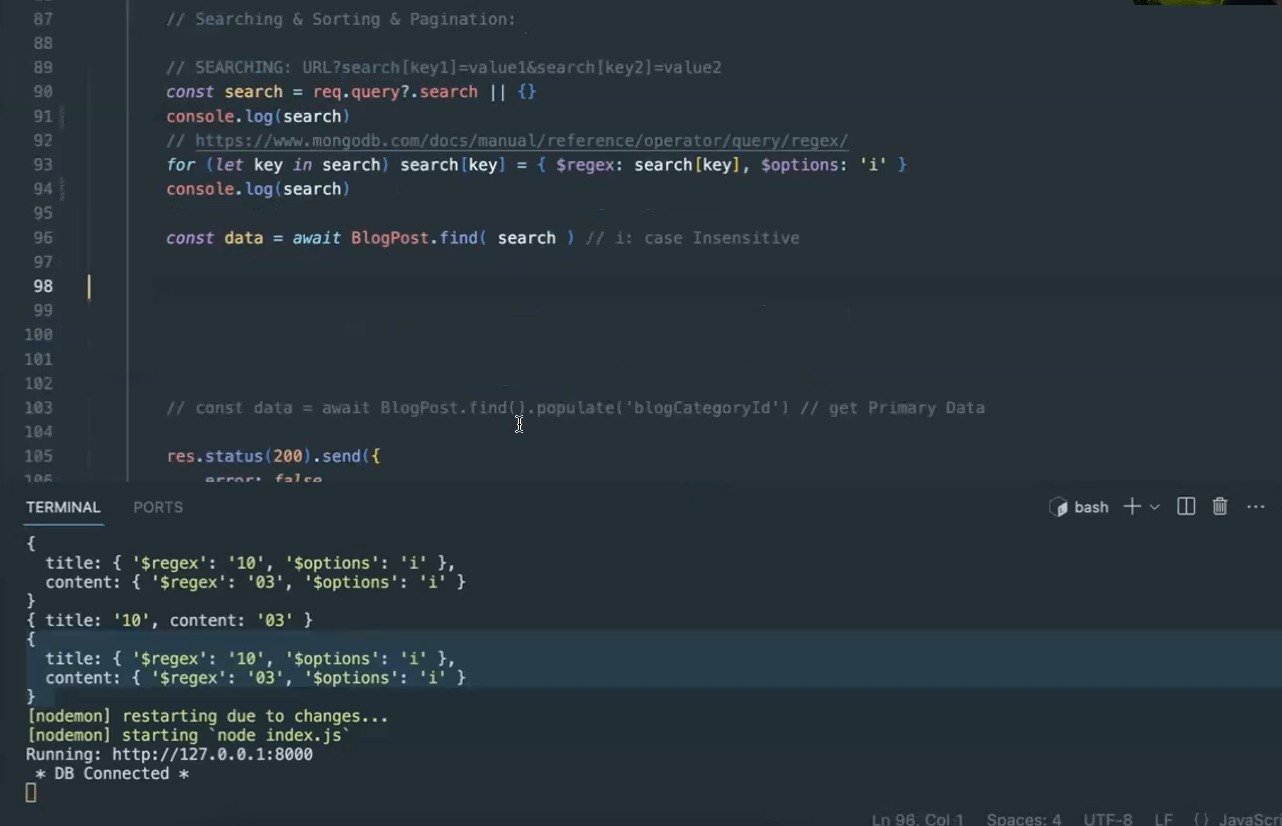 87 // Searching & Sorting & Pagination:
88
89 // SEARCHING: URL?search[key1]=value1&search[key2]=value2
90 const search = req.query?.search || {}
91 console.log(search)
92 // https://www.mongodb.com/docs/manual/reference/operator/query/regex/
93 for (let key in search) search[key] = { $regex: search[key], $options: 'i' }
94 console.log(search)
95
96 const data = await BlogPost.find( search ) // i: case Insensitive
97
98
99
100
101
102
103 // const data = await BlogPost.find().populate('blogCategoryId') // get Primary Data
104
105 res.status(200).send({
106 error: false
TERMINAL PORTS bash ...
{
title: { '$regex': '10', '$options': 'i' },
content: { '$regex': '03', '$options': 'i' }
}
{ title: '10', content: '03' }
{
title: { '$regex': '10', '$options': 'i' },
content: { '$regex': '03', '$options': 'i' }
}
[nodemon] restarting due to changes...
[nodemon] starting `node index.js`
Running: http://127.0.0.1:8000
* DB Connected *
Ln 96, Col 1 Spaces: 4 UTF-8 LF {}